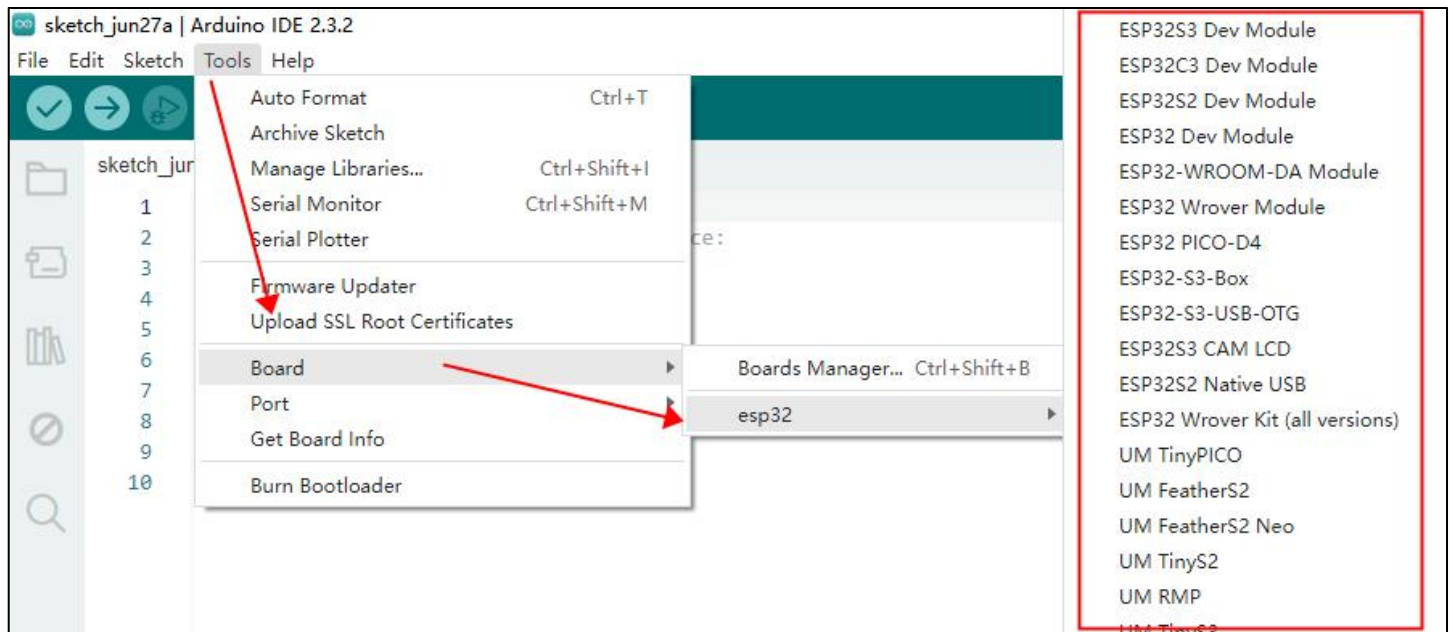 sketch_jun27a | Arduino IDE 2.3.2
File Edit Sketch Tools Help
sketch_jur
1
2
3
4
5
6
7
8
9
10
ce:
Auto Format Ctrl+T
Archive Sketch
Manage Libraries... Ctrl+Shift+I
Serial Monitor Ctrl+Shift+M
Serial Plotter
Firmware Updater
Upload SSL Root Certificates
Board
Port
Get Board Info
Burn Bootloader
Boards Manager... Ctrl+Shift+B
esp32
ESP32S3 Dev Module
ESP32C3 Dev Module
ESP32S2 Dev Module
ESP32 Dev Module
ESP32-WROOM-DA Module
ESP32 Wrover Module
ESP32 PICO-D4
ESP32-S3-Box
ESP32-S3-USB-OTG
ESP32S3 CAM LCD
ESP32S2 Native USB
ESP32 Wrover Kit (all versions)
UM TinyPICO
UM FeatherS2
UM FeatherS2 Neo
UM TinyS2
UM RMP
UM TinyS3